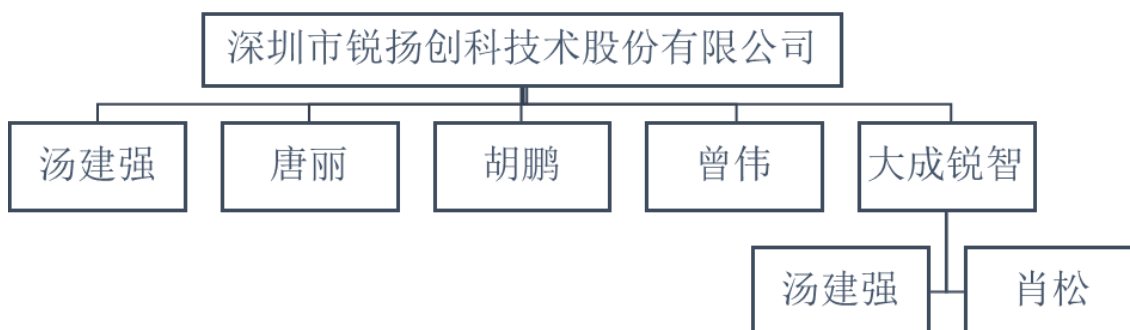 深圳市锐扬创科技术股份有限公司
汤建强
唐丽
胡鹏
曾伟
大成锐智
汤建强
肖松